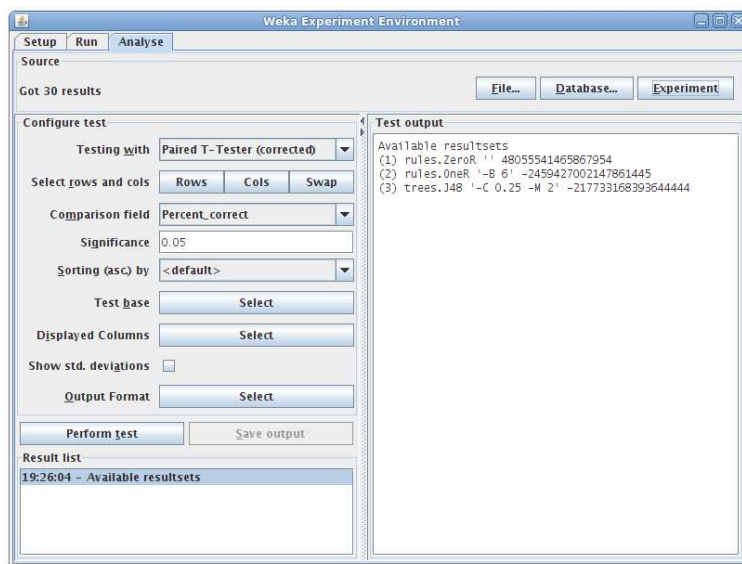 Weka Experiment Environment
Setup Run Analyse
Source
Got 30 results
File... Database... Experiment
Configure test
Testing with Paired T-Tester (corrected)
Select rows and cols Rows Cols Swap
Comparison field Percent_correct
Significance 0.05
Sorting (asc.) by <default>
Test base Select
Displayed Columns Select
Show std. deviations
Output Format Select
Perform test Save output
Result list
19:26:04 - Available resultsets
Test output
Available resultsets
(1) rules.ZeroR '' 48055541465867954
(2) rules.OneR '-B 6' -2459427002147861445
(3) trees.J48 '-C 0.25 -M 2' -217733168393644444